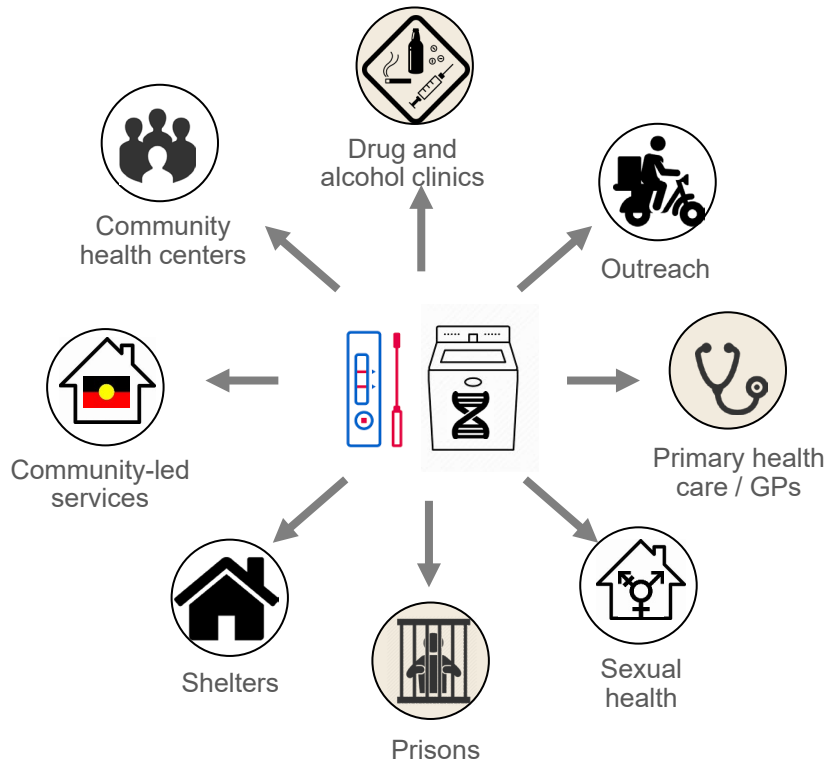 Drug and
alcohol clinics
Community
health centers
Outreach
Community-led
services
Primary health
care / GPs
Shelters
Sexual
health
Prisons